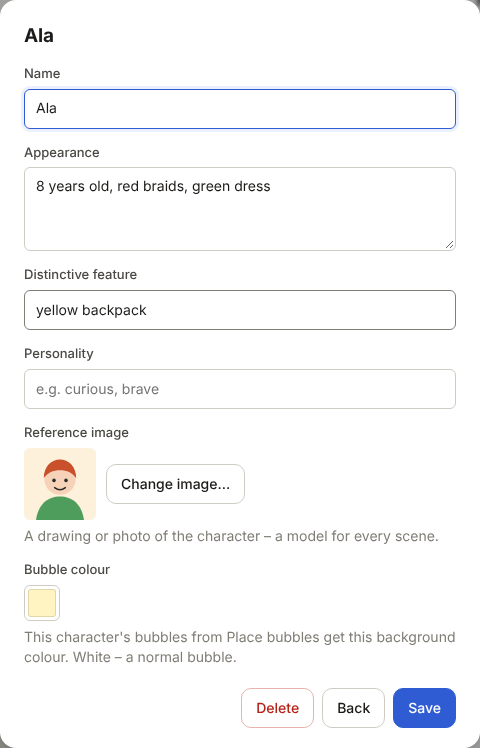 Ala
Name
Ala
Appearance
8 years old, red braids, green dress
Distinctive feature
yellow backpack
Personality
e.g. curious, brave
Reference image
Change image...
A drawing or photo of the character – a model for every scene.
Bubble colour
This character's bubbles from Place bubbles get this background
colour. White – a normal bubble.
Delete
Back
Save